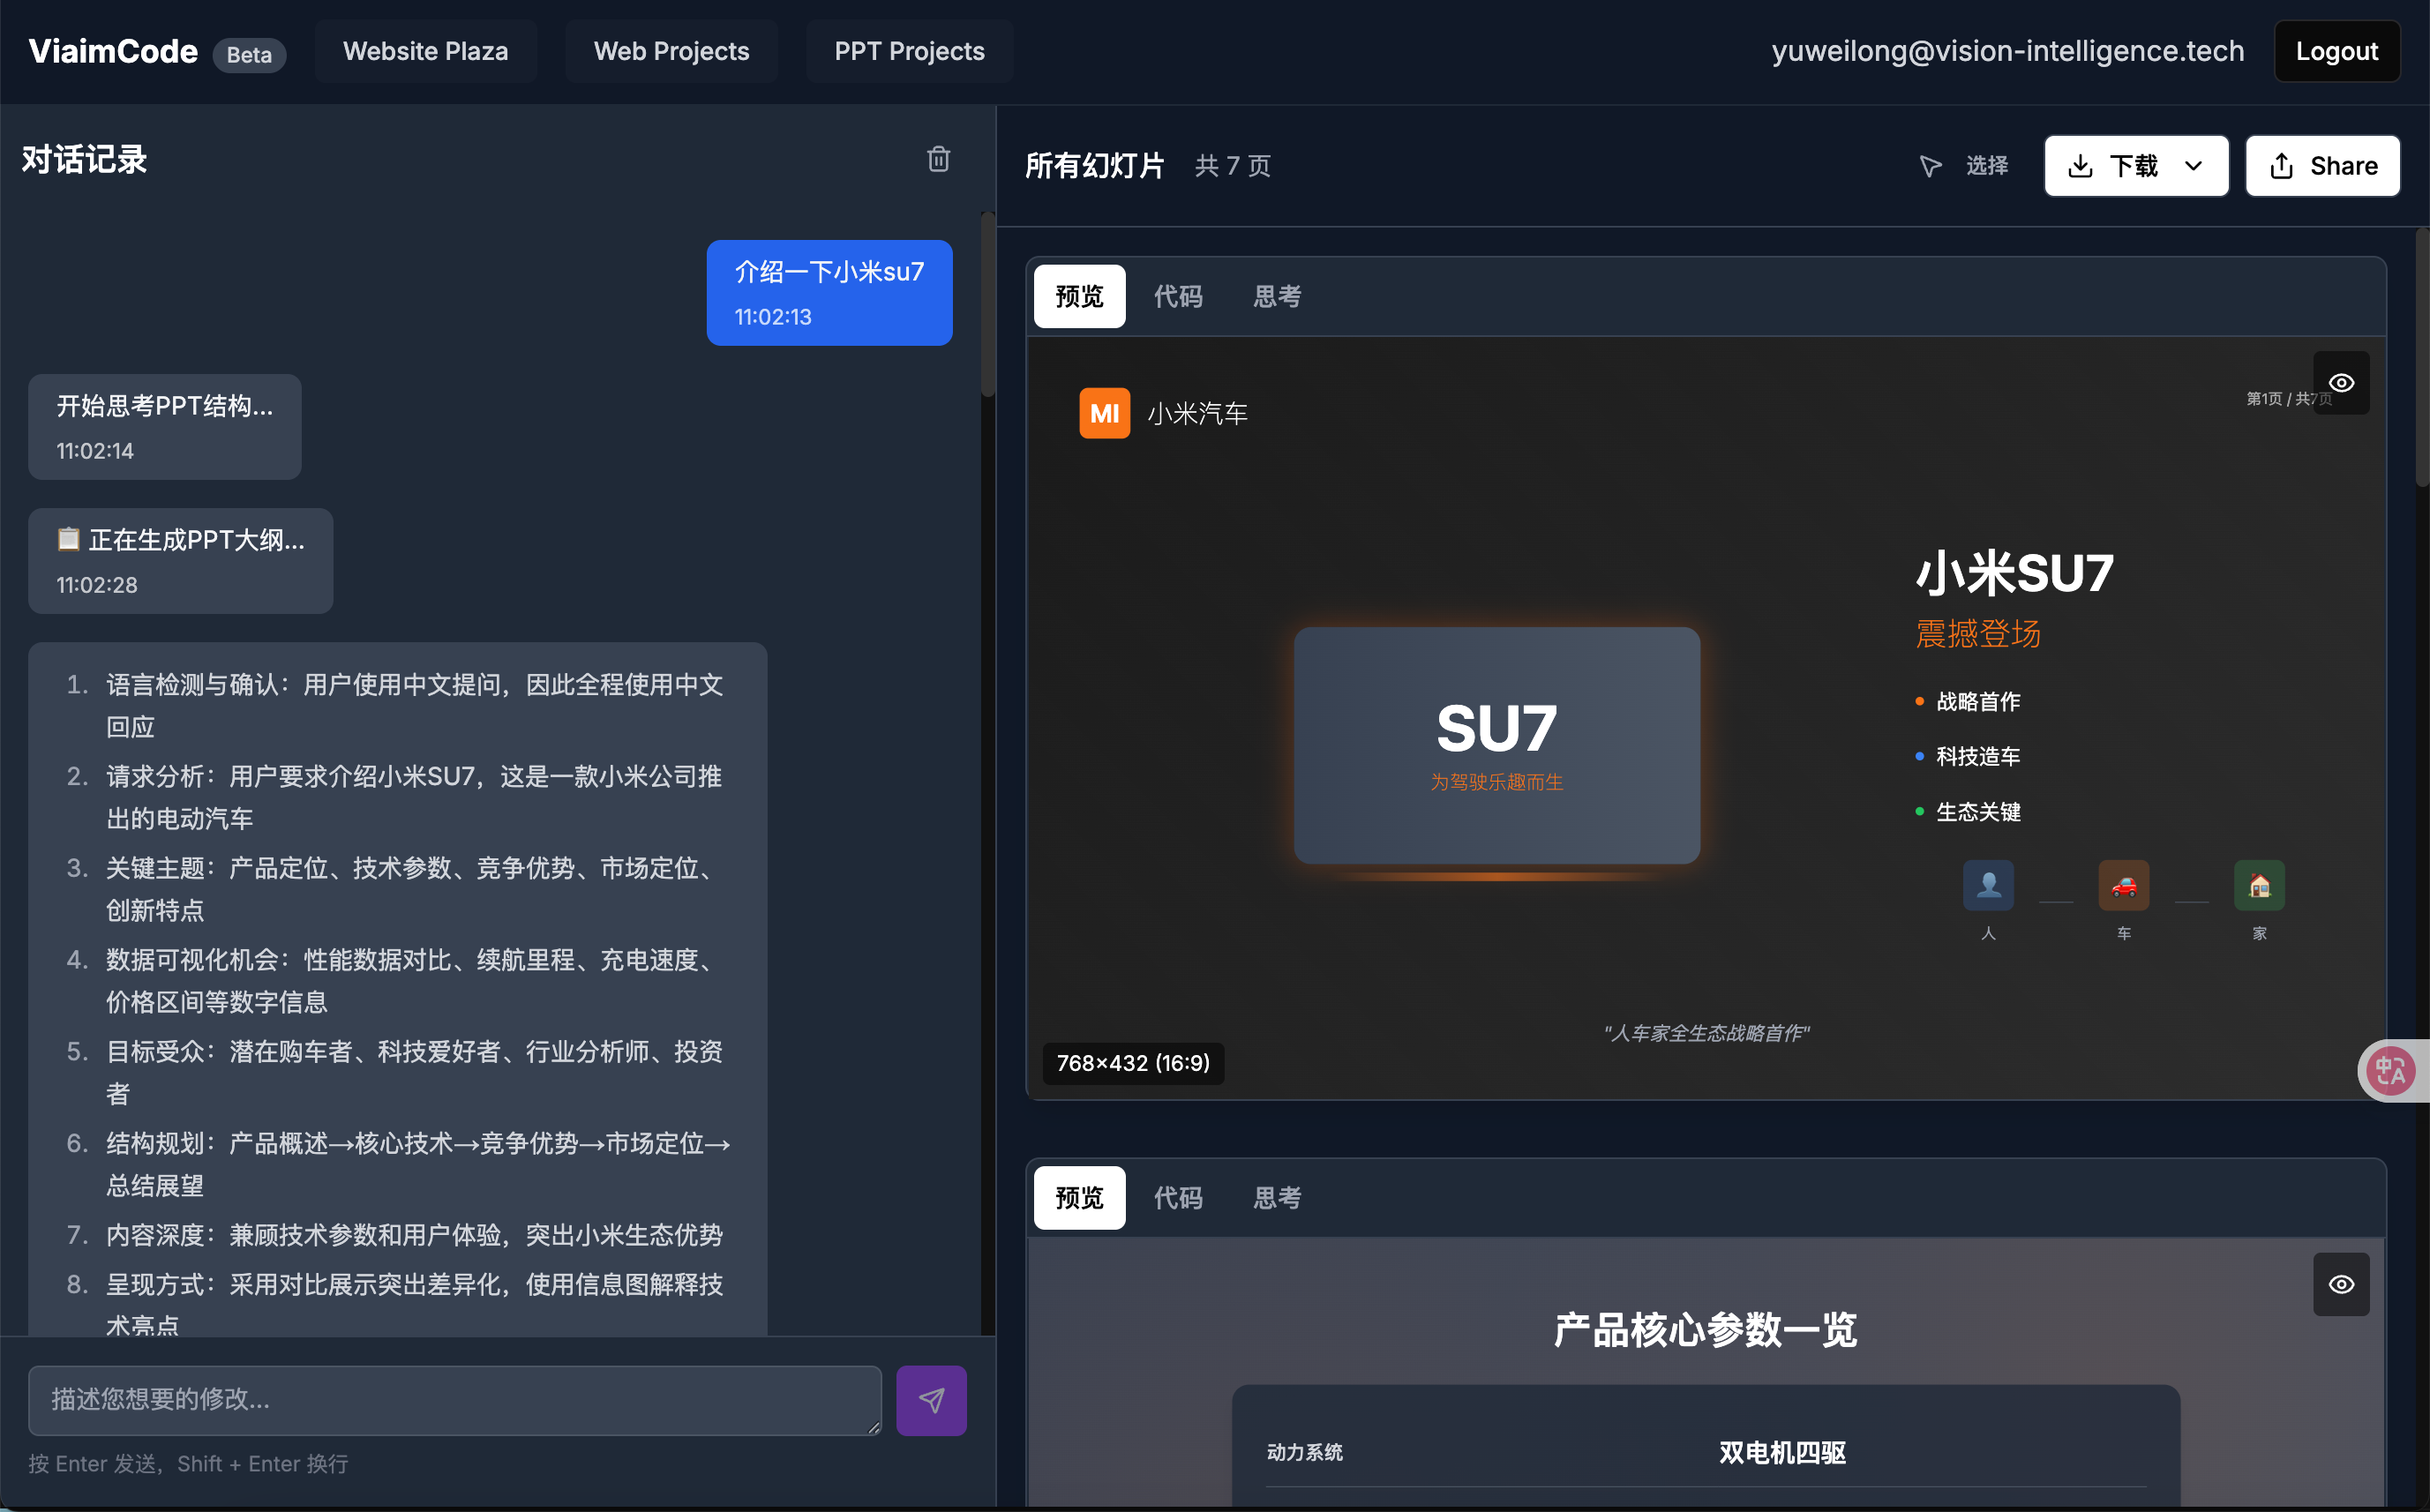 ViaimCode Beta Website Plaza Web Projects PPT Projects yuweilong@vision-intelligence.tech Logout
对话记录
介绍一下小米su7
11:02:13
开始思考PPT结构...
11:02:14
📋 正在生成PPT大纲...
11:02:28
1. 语言检测与确认：用户使用中文提问，因此全程使用中文
回应
2. 请求分析：用户要求介绍小米SU7，这是一款小米公司推
出的电动汽车
3. 关键主题：产品定位、技术参数、竞争优势、市场定位、
创新特点
4. 数据可视化机会：性能数据对比、续航里程、充电速度、
价格区间等数字信息
5. 目标受众：潜在购车者、科技爱好者、行业分析师、投资
者
6. 结构规划：产品概述→核心技术→竞争优势→市场定位→
总结展望
7. 内容深度：兼顾技术参数和用户体验，突出小米生态优势
8. 呈现方式：采用对比展示突出差异化，使用信息图解释技
术亮点
描述您想要的修改...
按 Enter 发送，Shift + Enter 换行
所有幻灯片 共 7 页 选择 下载 Share
预览 代码 思考
MI 小米汽车
第1页 / 共7页
小米SU7
震撼登场
SU7
为驾驶乐趣而生
战略首作
科技造车
生态关键
人 车 家
"人车家全生态战略首作"
768×432 (16:9)
中A
预览 代码 思考
产品核心参数一览
动力系统 双电机四驱